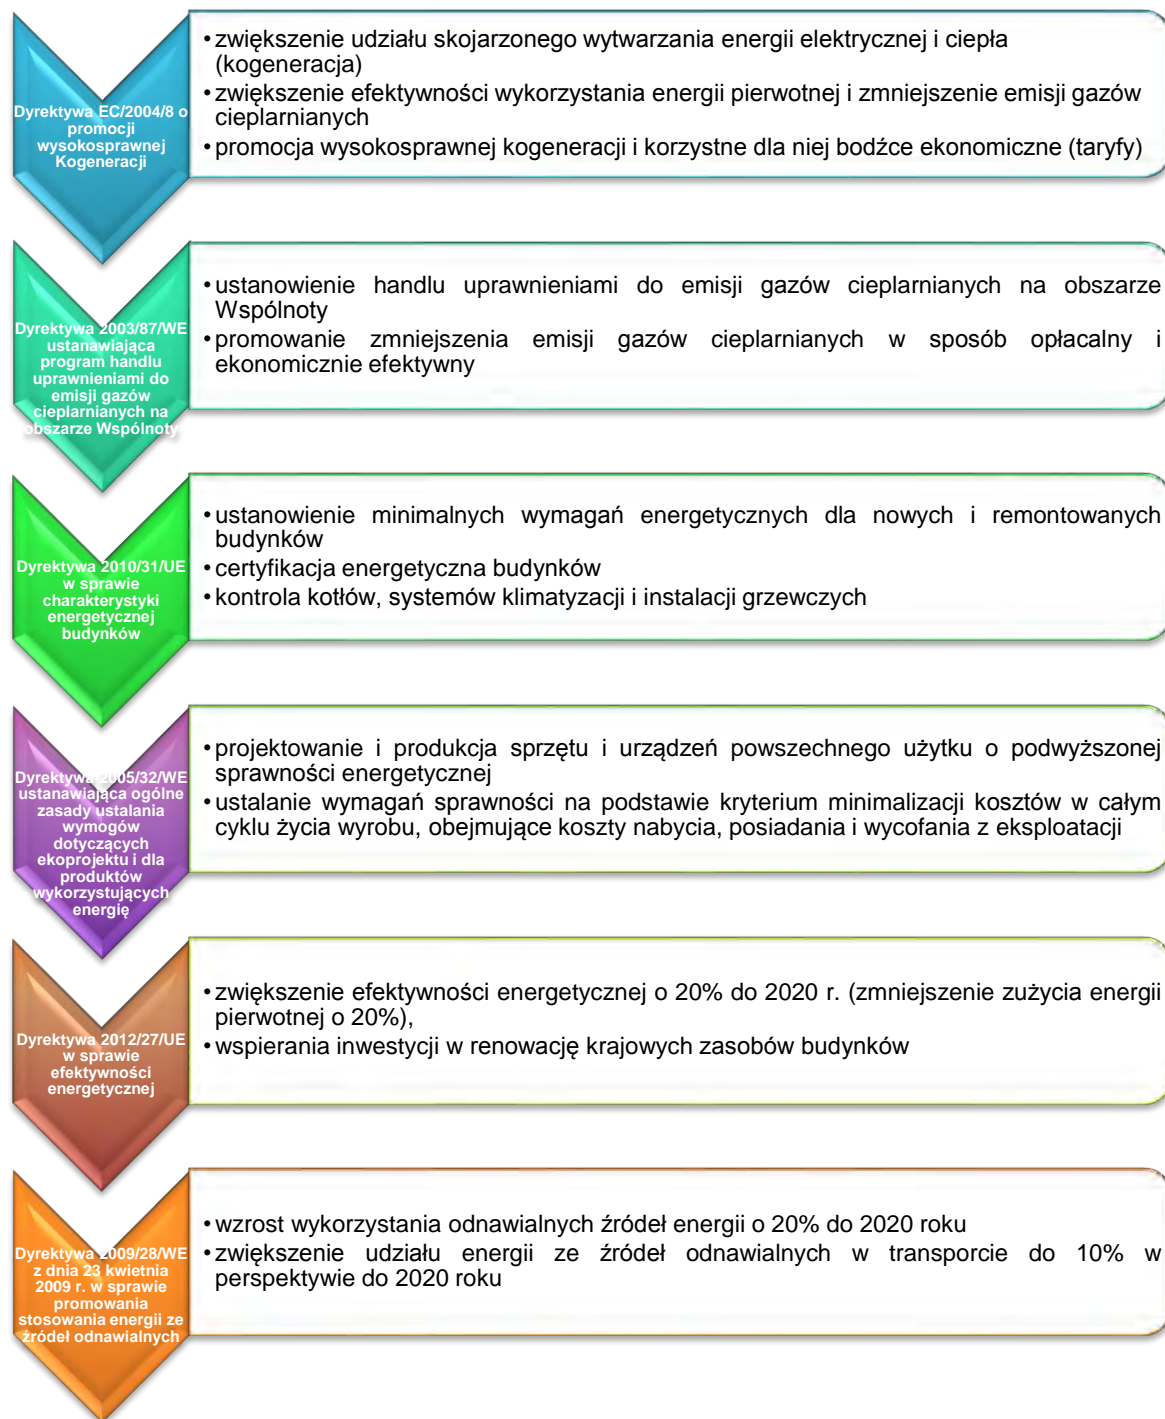 Dyrektywa EC/2004/8 o
promocji
wysokosprawnej
Kogeneracji
•zwiększenie udziału skojarzonego wytwarzania energii elektrycznej i ciepła
(kogeneracja)
•zwiększenie efektywności wykorzystania energii pierwotnej i zmniejszenie emisji gazów
cieplarnianych
•promocja wysokosprawnej kogeneracji i korzystne dla niej bodźce ekonomiczne (taryfy)
Dyrektywa 2003/87/WE
ustanawiająca
program handlu
uprawnieniami do
emisji gazów
cieplarnianych na
obszarze Wspólnoty
•ustanowienie handlu uprawnieniami do emisji gazów cieplarnianych na obszarze
Wspólnoty
•promowanie zmniejszenia emisji gazów cieplarnianych w sposób opłacalny i
ekonomicznie efektywny
Dyrektywa 2010/31/UE
w sprawie
charakterystyki
energetycznej
budynków
•ustanowienie minimalnych wymagań energetycznych dla nowych i remontowanych
budynków
•certyfikacja energetyczna budynków
•kontrola kotłów, systemów klimatyzacji i instalacji grzewczych
Dyrektywa 2005/32/WE
ustanawiająca ogólne
zasady ustalania
wymogów
dotyczących
ekoprojektu i dla
produktów
wykorzystujących
energię
•projektowanie i produkcja sprzętu i urządzeń powszechnego użytku o podwyższonej
sprawności energetycznej
•ustalanie wymagań sprawności na podstawie kryterium minimalizacji kosztów w całym
cyklu życia wyrobu, obejmujące koszty nabycia, posiadania i wycofania z eksploatacji
Dyrektywa 2012/27/UE
w sprawie
efektywności
energetycznej
•zwiększenie efektywności energetycznej o 20% do 2020 r. (zmniejszenie zużycia energii
pierwotnej o 20%),
•wspierania inwestycji w renowację krajowych zasobów budynków
Dyrektywa 2009/28/WE
z dnia 23 kwietnia
2009 r. w sprawie
promowania
stosowania energii ze
źródeł odnawialnych
•wzrost wykorzystania odnawialnych źródeł energii o 20% do 2020 roku
•zwiększenie udziału energii ze źródeł odnawialnych w transporcie do 10% w
perspektywie do 2020 roku